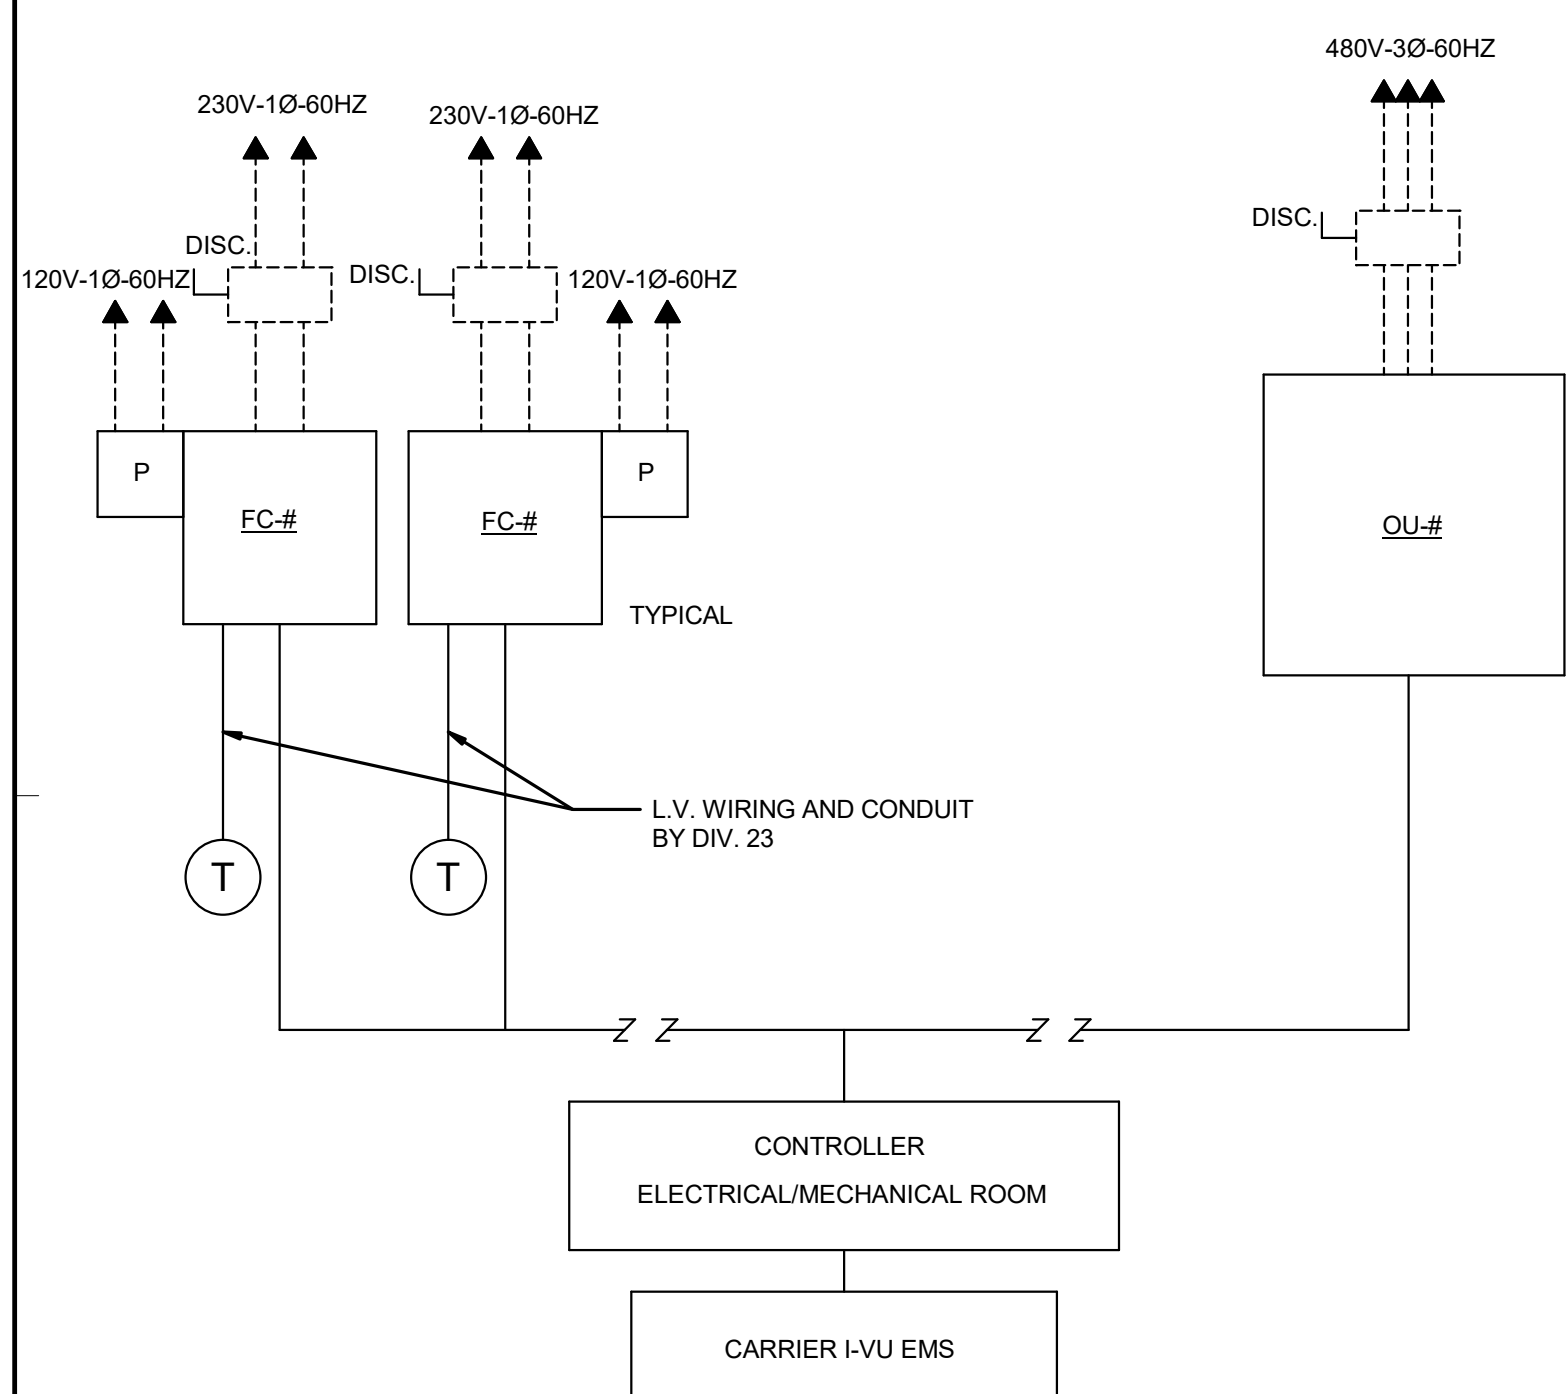 480V-3Ø-60HZ
230V-1Ø-60HZ
230V-1Ø-60HZ
DISC.
DISC.
DISC.
120V-1Ø-60HZ
120V-1Ø-60HZ
P
FC-#
FC-#
P
OU-#
TYPICAL
L.V. WIRING AND CONDUIT
BY DIV. 23
T
T
CONTROLLER
ELECTRICAL/MECHANICAL ROOM
CARRIER I-VU EMS